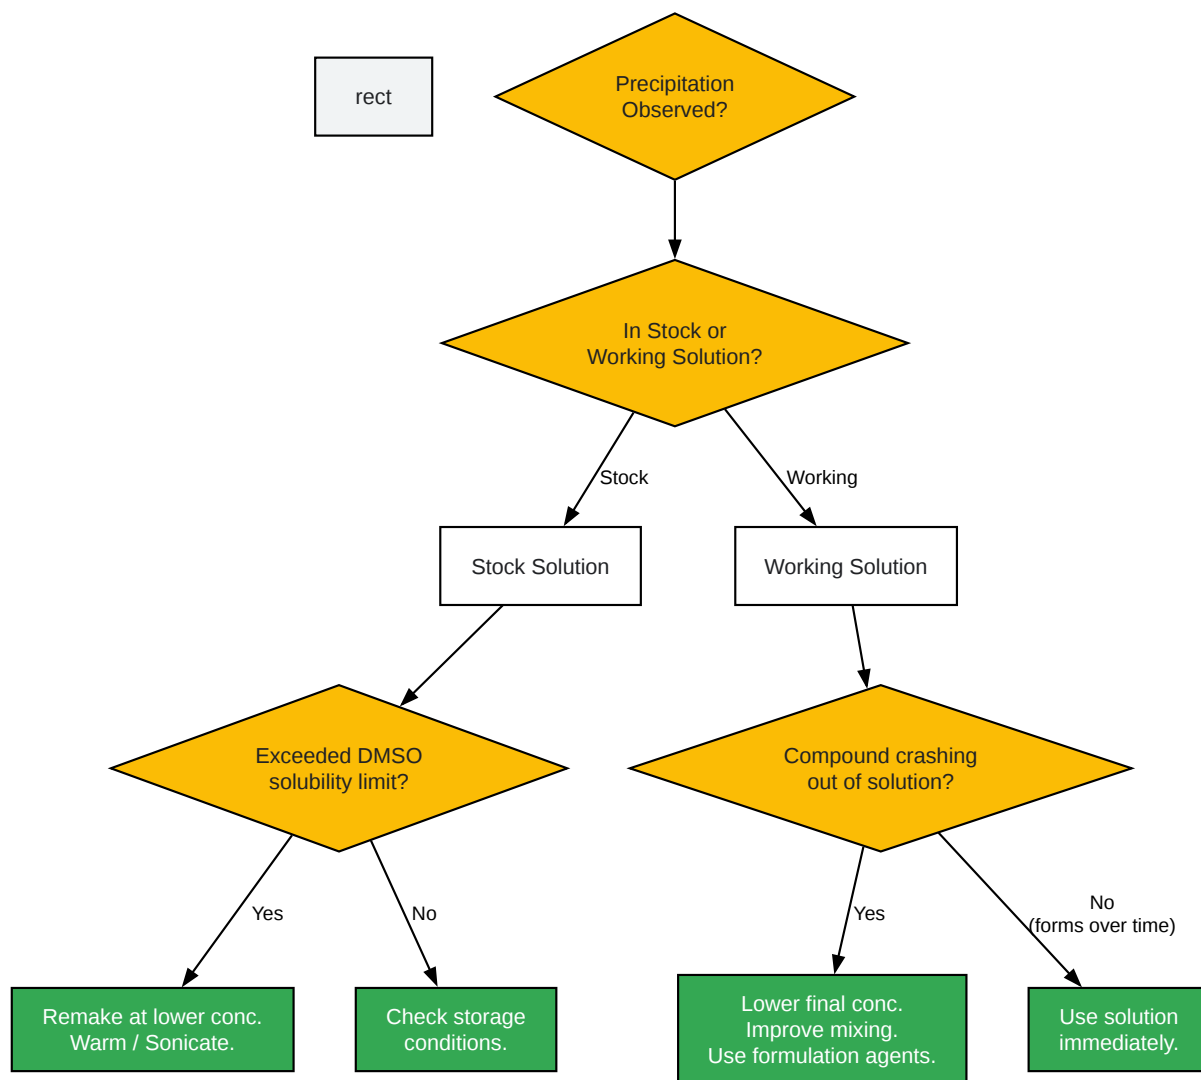 rect
Precipitation
Observed?
In Stock or
Working Solution?
Stock
Working
Stock Solution
Working Solution
Exceeded DMSO
solubility limit?
Compound crashing
out of solution?
Yes
No
Yes
No
(forms over time)
Remake at lower conc.
Warm / Sonicate.
Check storage
conditions.
Lower final conc.
Improve mixing.
Use formulation agents.
Use solution
immediately.